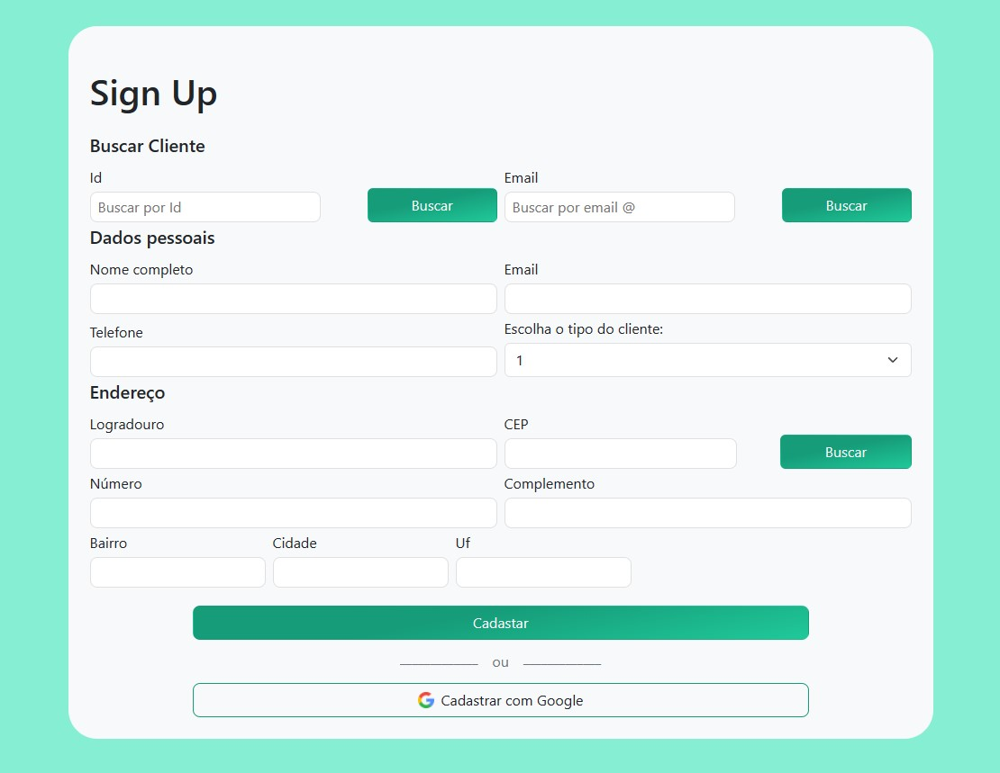 Sign Up
Buscar Cliente
Id
Email
Buscar por Id
Buscar
Buscar por email @
Buscar
Dados pessoais
Nome completo
Email
Telefone
Escolha o tipo do cliente:
1
Endereço
Logradouro
CEP
Buscar
Número
Complemento
Bairro
Cidade
Uf
Cadastar
ou
Cadastrar com Google